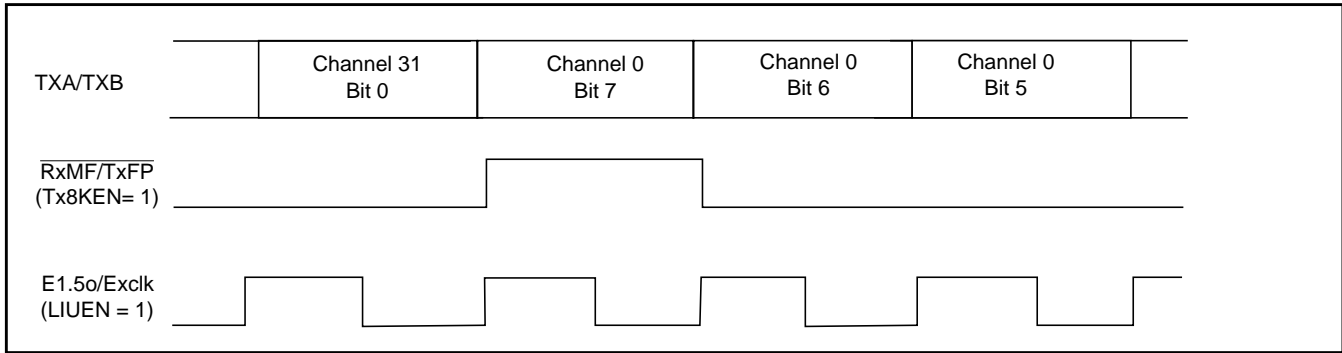 TXA/TXB
Channel 31
Bit 0
Channel 0
Bit 7
Channel 0
Bit 6
Channel 0
Bit 5
RxMF/TxFP
(Tx8KEN= 1)
E1.5o/Exclk
(LIUEN = 1)